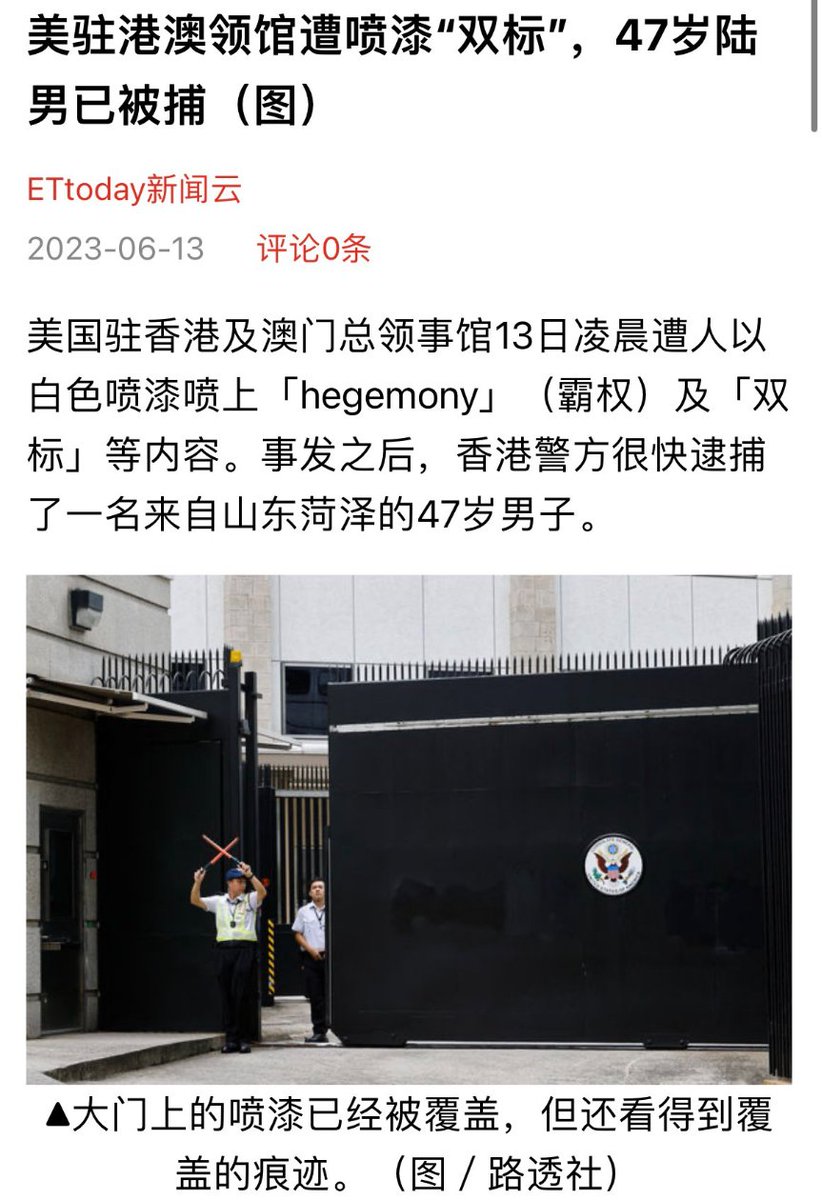 美驻港澳领馆遭喷漆“双标”，47岁陆
男已被捕（图）
ETtoday新闻云
2023-06-13 评论0条
美国驻香港及澳门总领事馆13日凌晨遭人以
白色喷漆喷上「hegemony」（霸权）及「双
标」等内容。事发之后，香港警方很快逮捕
了一名来自山东菏泽的47岁男子。
▲大门上的喷漆已经被覆盖，但还看得到覆
盖的痕迹。（图／路透社）